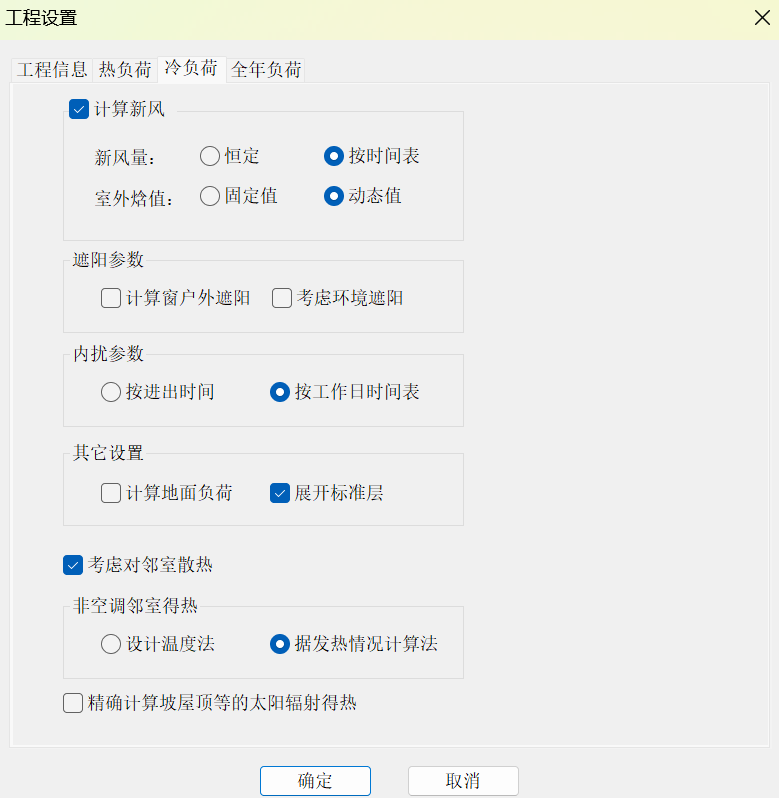 工程设置
工程信息 热负荷 冷负荷 全年负荷
计算新风
新风量： 恒定 按时间表
室外焓值： 固定值 动态值
遮阳参数
计算窗户外遮阳 考虑环境遮阳
内扰参数
按进出时间 按工作日时间表
其它设置
计算地面负荷 展开标准层
考虑对邻室散热
非空调邻室得热
设计温度法 据发热情况计算法
精确计算坡屋顶等的太阳辐射得热
确定 取消